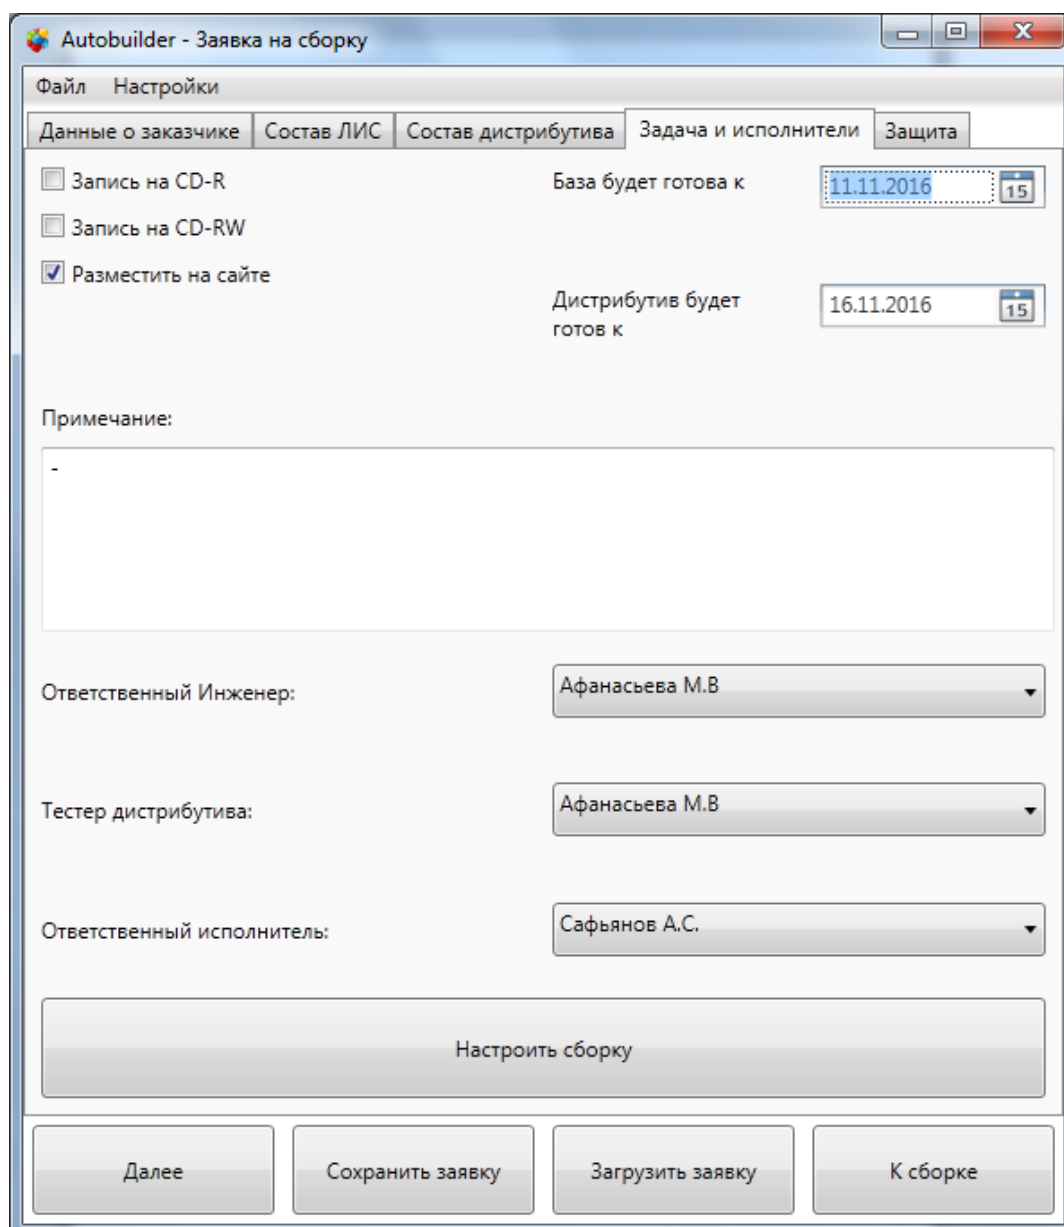 Autobuilder - Заявка на сборку
Файл Настройки
Данные о заказчике Состав ЛИС Состав дистрибутива Задача и исполнители Защита
Запись на CD-R База будет готова к 11.11.2016 15
Запись на CD-RW
Разместить на сайте
Дистрибутив будет 16.11.2016 15
готов к
Примечание:
-
Ответственный Инженер: Афанасьева М.В
Тестер дистрибутива: Афанасьева М.В
Ответственный исполнитель: Сафьянов А.С.
Настроить сборку
Далее Сохранить заявку Загрузить заявку К сборке